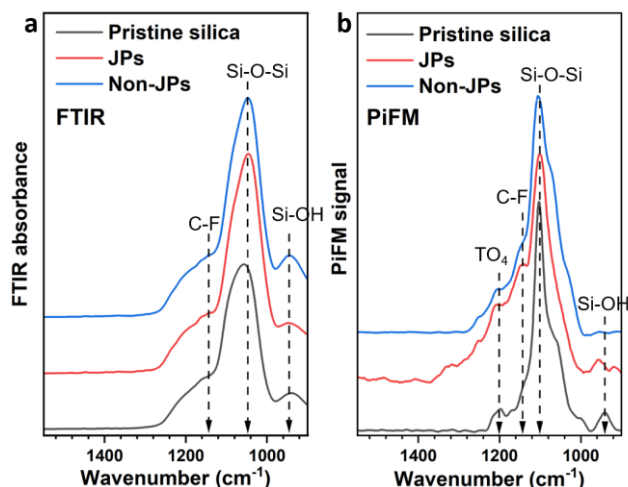 a
Pristine silica
JPs
Non-JPs
Si-O-Si
FTIR
C-F
Si-OH
FTIR absorbance
1400
1200
1000
Wavenumber (cm⁻¹)
b
Pristine silica
JPs
Non-JPs
Si-O-Si
PiFM
C-F
TO₄
Si-OH
PiFM signal
1400
1200
1000
Wavenumber (cm⁻¹)